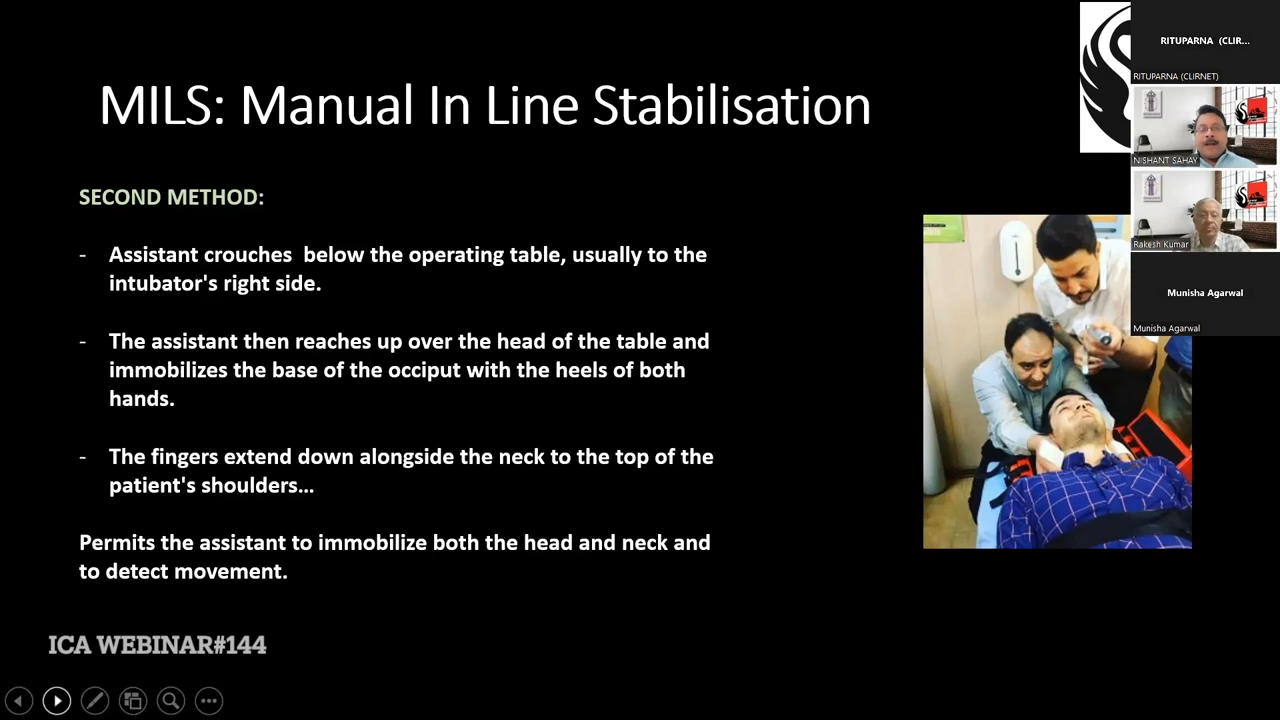 MILS: Manual In Line Stabilisation
SECOND METHOD:
- Assistant crouches below the operating table, usually to the
intubator's right side.
- The assistant then reaches up over the head of the table and
immobilizes the base of the occiput with the heels of both
hands.
- The fingers extend down alongside the neck to the top of the
patient's shoulders...
Permits the assistant to immobilize both the head and neck and
to detect movement.
ICA WEBINAR#144
RITUPARNA (CLIR...
RITUPARNA (CLIRNET)
NISHANT SAHAY
Rakesh Kumar
Munisha Agarwal
Munisha Agarwal